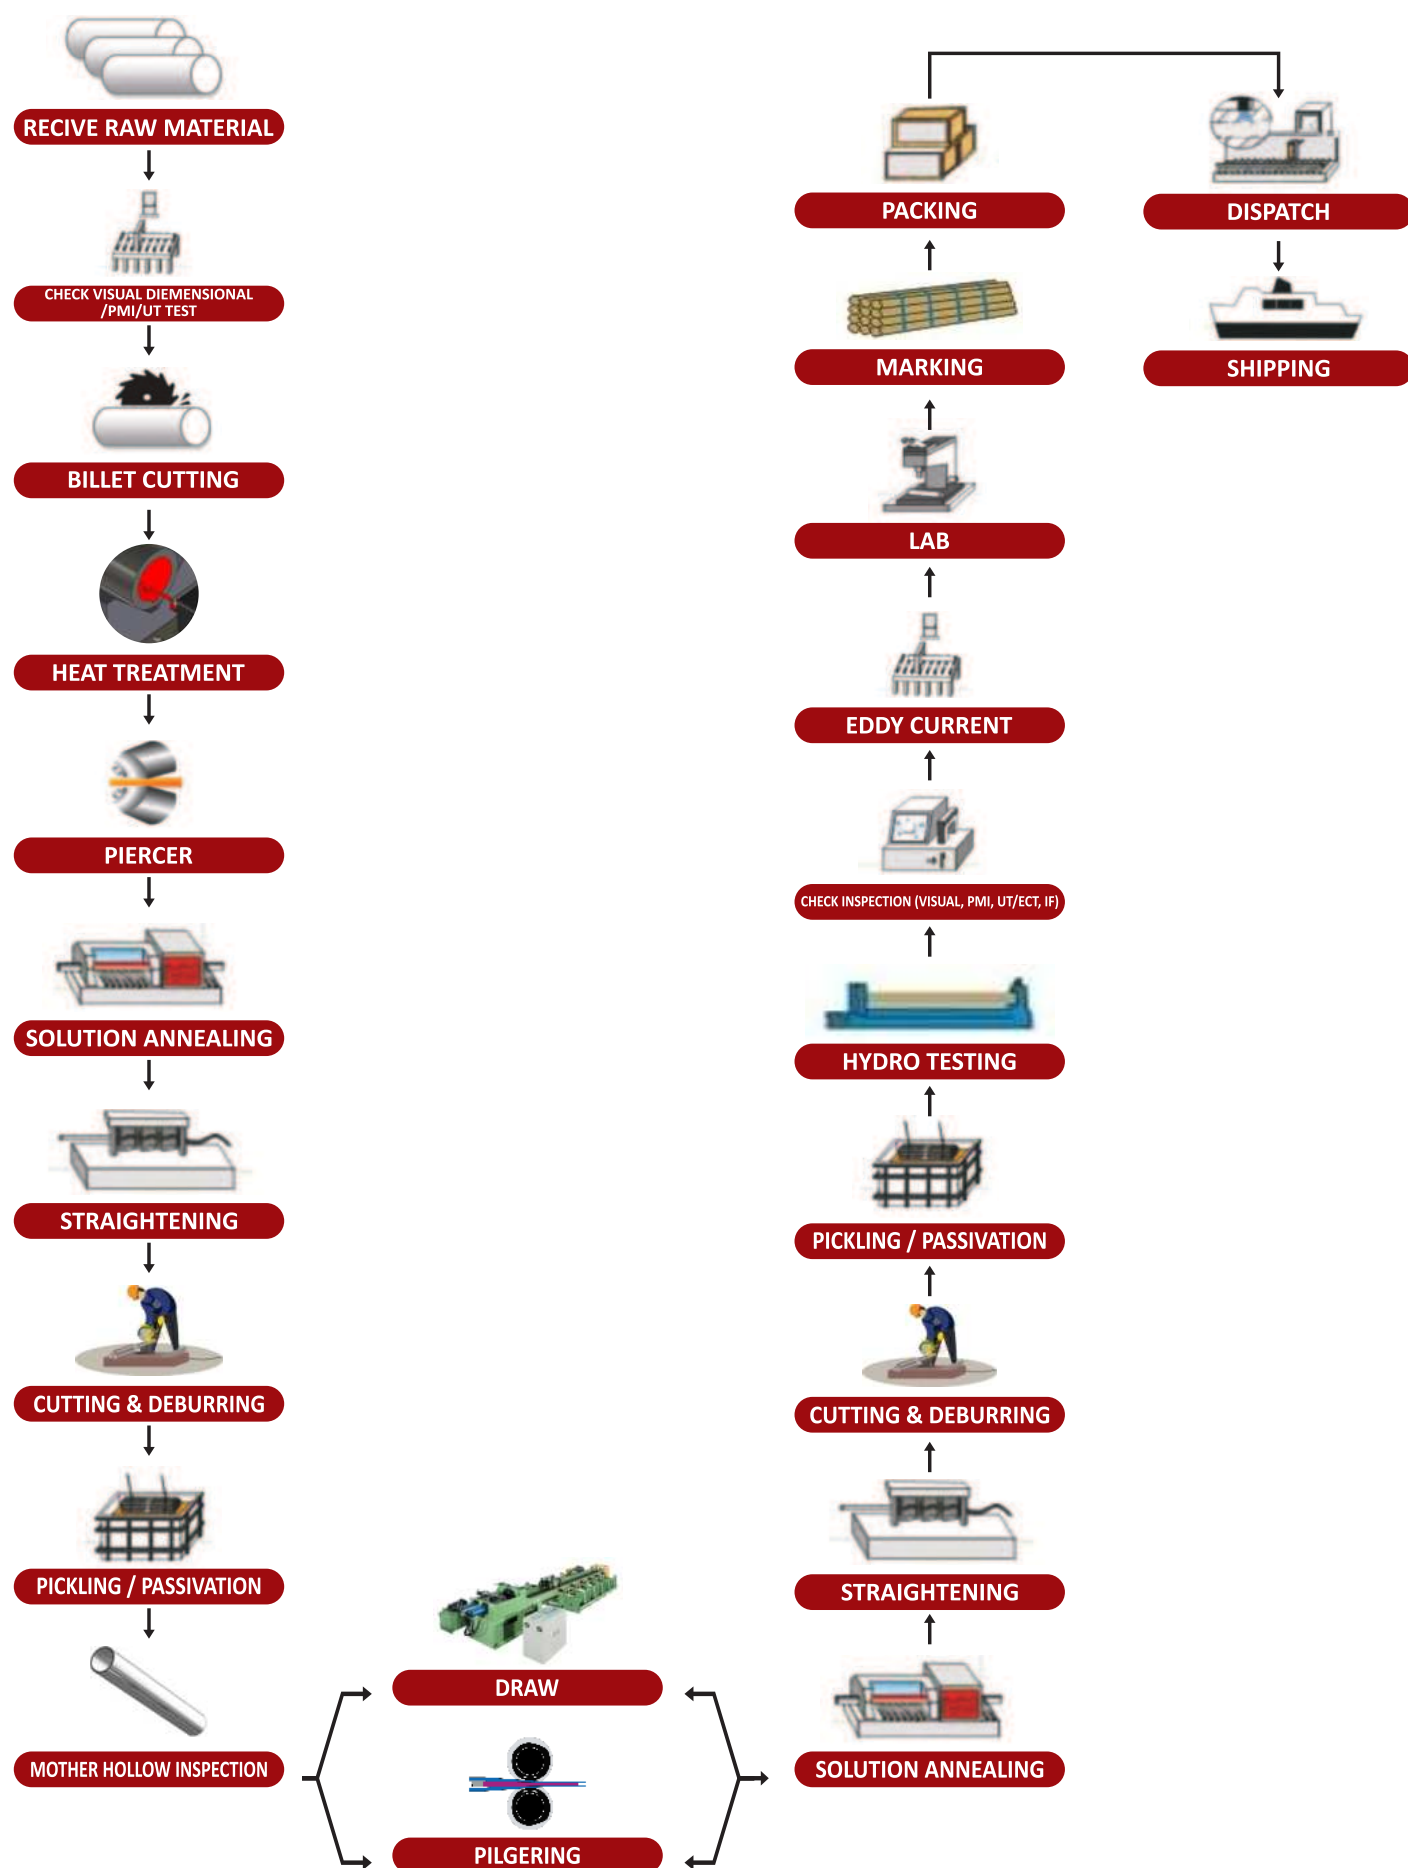 RECIVE RAW MATERIAL
CHECK VISUAL DIEMENSIONAL
/PMI/UT TEST
BILLET CUTTING
HEAT TREATMENT
PIERCER
SOLUTION ANNEALING
STRAIGHTENING
CUTTING & DEBURRING
PICKLING / PASSIVATION
MOTHER HOLLOW INSPECTION
DRAW
PILGERING
SOLUTION ANNEALING
STRAIGHTENING
CUTTING & DEBURRING
PICKLING / PASSIVATION
HYDRO TESTING
CHECK INSPECTION (VISUAL, PMI, UT/ECT, IF)
EDDY CURRENT
LAB
MARKING
PACKING
DISPATCH
SHIPPING